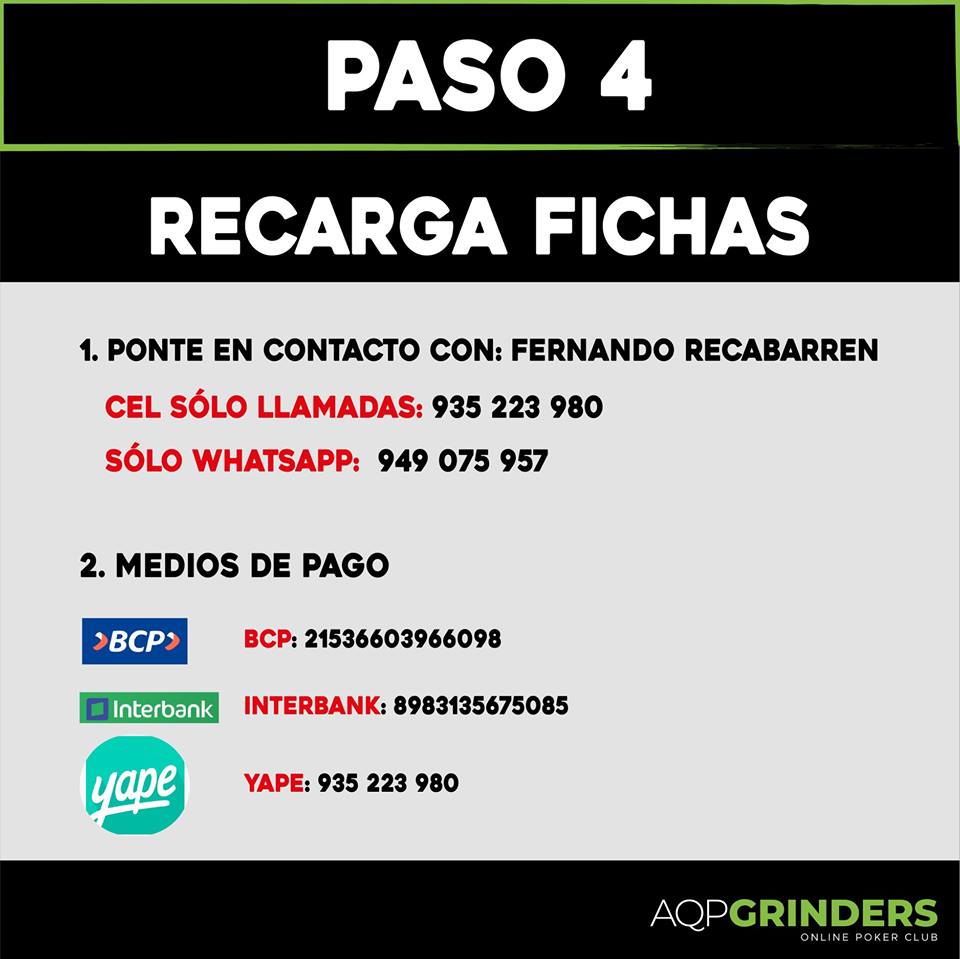 PASO 4
RECARGA FICHAS
1. PONTE EN CONTACTO CON: FERNANDO RECABARREN
CEL SÓLO LLAMADAS: 935 223 980
SÓLO WHATSAPP: 949 075 957
2. MEDIOS DE PAGO
BCP BCP: 21536603966098
Interbank INTERBANK: 8983135675085
yape YAPE: 935 223 980
AQPGRINDERS
ONLINE POKER CLUB